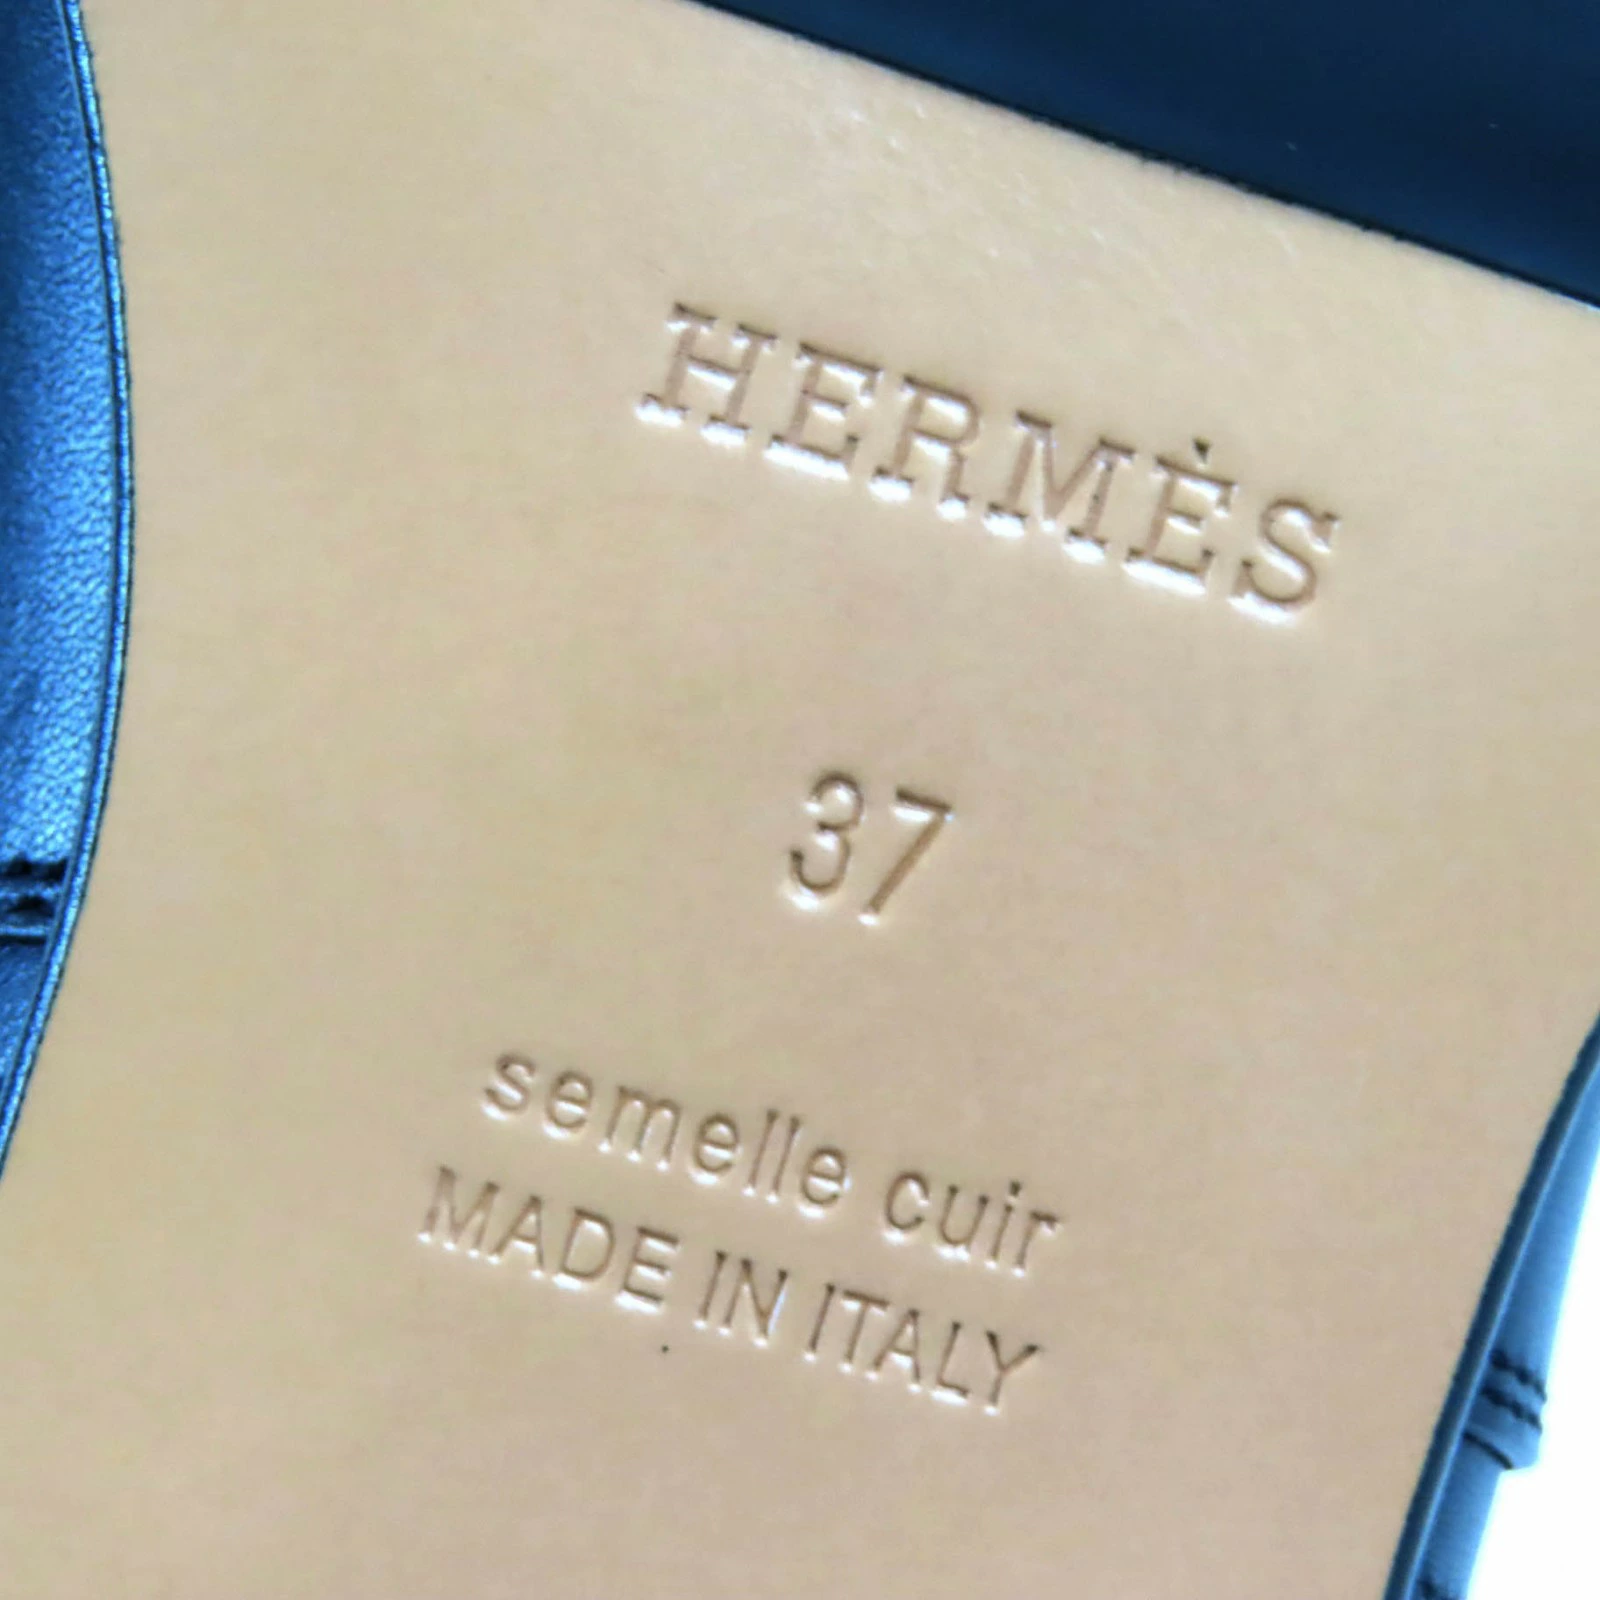 HERMÈS
37
semelle cuir
MADE IN ITALY